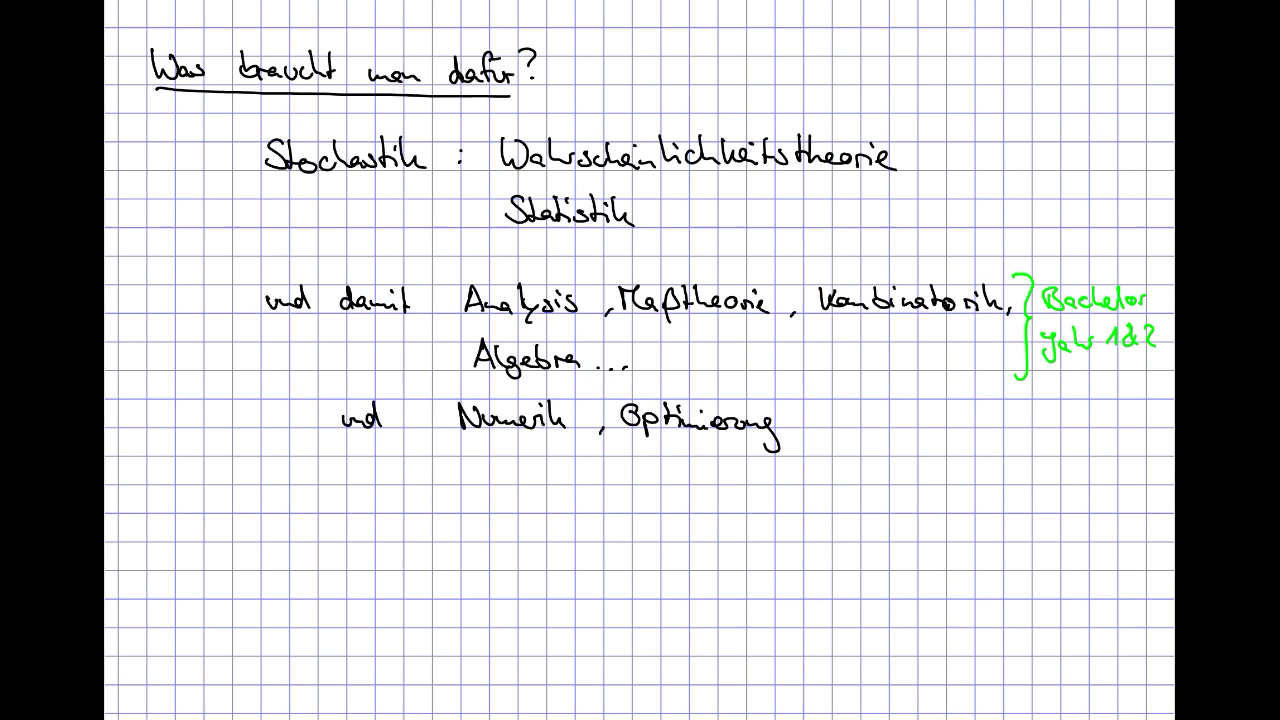 Was braucht man dafür?
Stochastik : Wahrscheinlichkeitstheorie
Statistik
und damit Analysis, Maßtheorie, Kombinatorik,
Algebra ...
Bachelor
Jahr 1&2
und Numerik, Optimierung